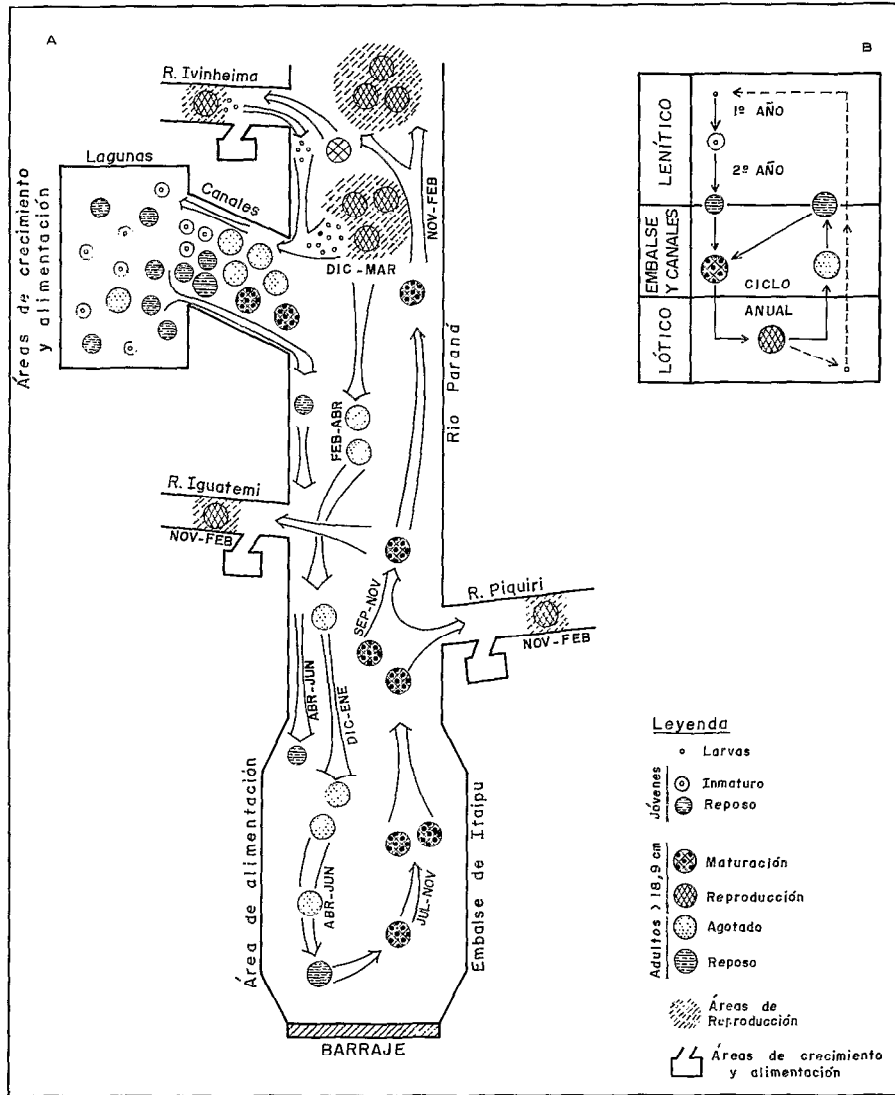 A
R. Ivinheima
Lagunas
Canales
Áreas de crecimiento
y alimentación
DIC-MAR
NOV-FEB
FEB-ABR
Rio Paraná
R. Iguatemi
NOV-FEB
SEP-NOV
R. Piquiri
NOV-FEB
ABR-JUN
DIC-ENE
Área de alimentación
ABR-JUN
JUL-NOV
Embalse de Itaipu
BARRAJE
B
LENÍTICO
1º AÑO
2º AÑO
EMBALSE
Y CANALES
CICLO
ANUAL
LÓTICO
Leyenda
Larvas
Jóvenes
Inmaturo
Reposo
Adultos > 18,9 cm
Maturación
Reproducción
Agotado
Reposo
Áreas de
Reproducción
Áreas de crecimiento
y alimentación